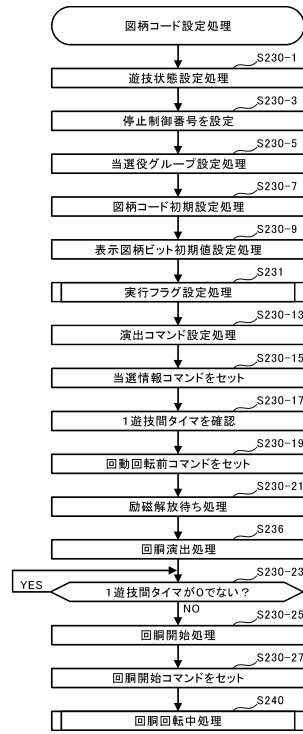 図柄コード設定処理
S230-1
遊技状態設定処理
S230-3
停止制御番号を設定
S230-5
当選役グループ設定処理
S230-7
図柄コード初期設定処理
S230-9
表示図柄ビット初期値設定処理
S231
実行フラグ設定処理
S230-13
演出コマンド設定処理
S230-15
当選情報コマンドをセット
S230-17
1遊技間タイマを確認
S230-19
回動回転前コマンドをセット
S230-21
励磁解放待ち処理
S236
回胴演出処理
S230-23
YES
1遊技間タイマが0でない?
NO
S230-25
回胴開始処理
S230-27
回胴開始コマンドをセット
S240
回胴回転中処理